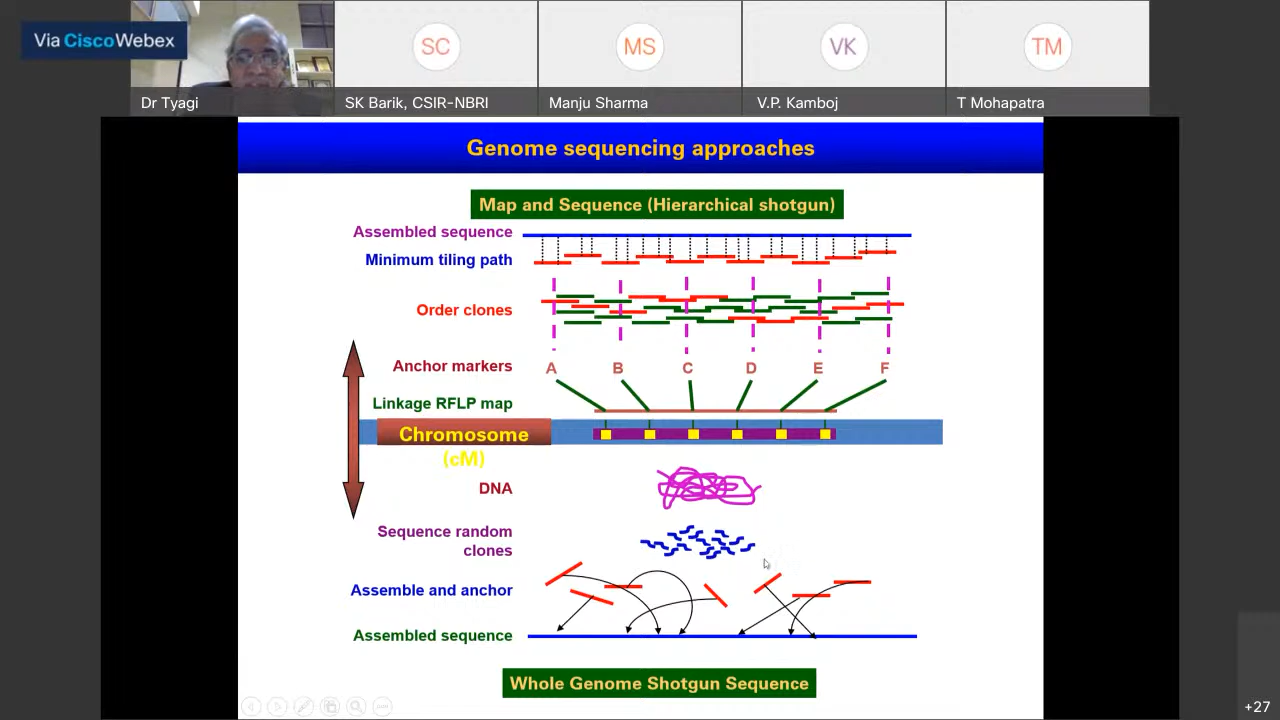 Via Cisco Webex
SC
MS
VK
TM
Dr Tyagi
SK Barik, CSIR-NBRI
Manju Sharma
V.P. Kamboj
T Mohapatra
Genome sequencing approaches
Map and Sequence (Hierarchical shotgun)
Assembled sequence
Minimum tiling path
Order clones
Anchor markers
A B C D E F
Linkage RFLP map
Chromosome
(cM)
DNA
Sequence random
clones
Assemble and anchor
Assembled sequence
Whole Genome Shotgun Sequence
+27